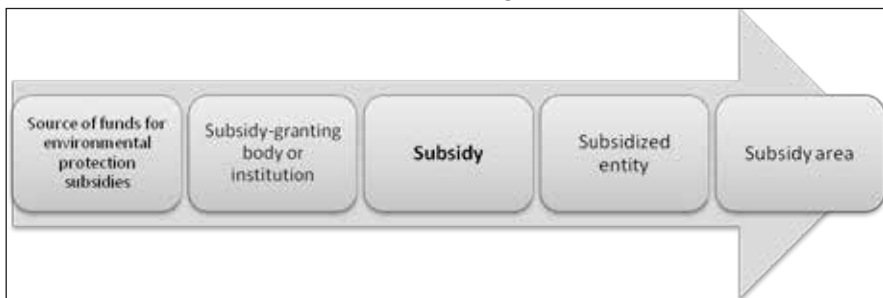 Source of funds for
environmental
protection
subsidies
Subsidy-granting
body or
institution
Subsidy
Subsidized
entity
Subsidy area